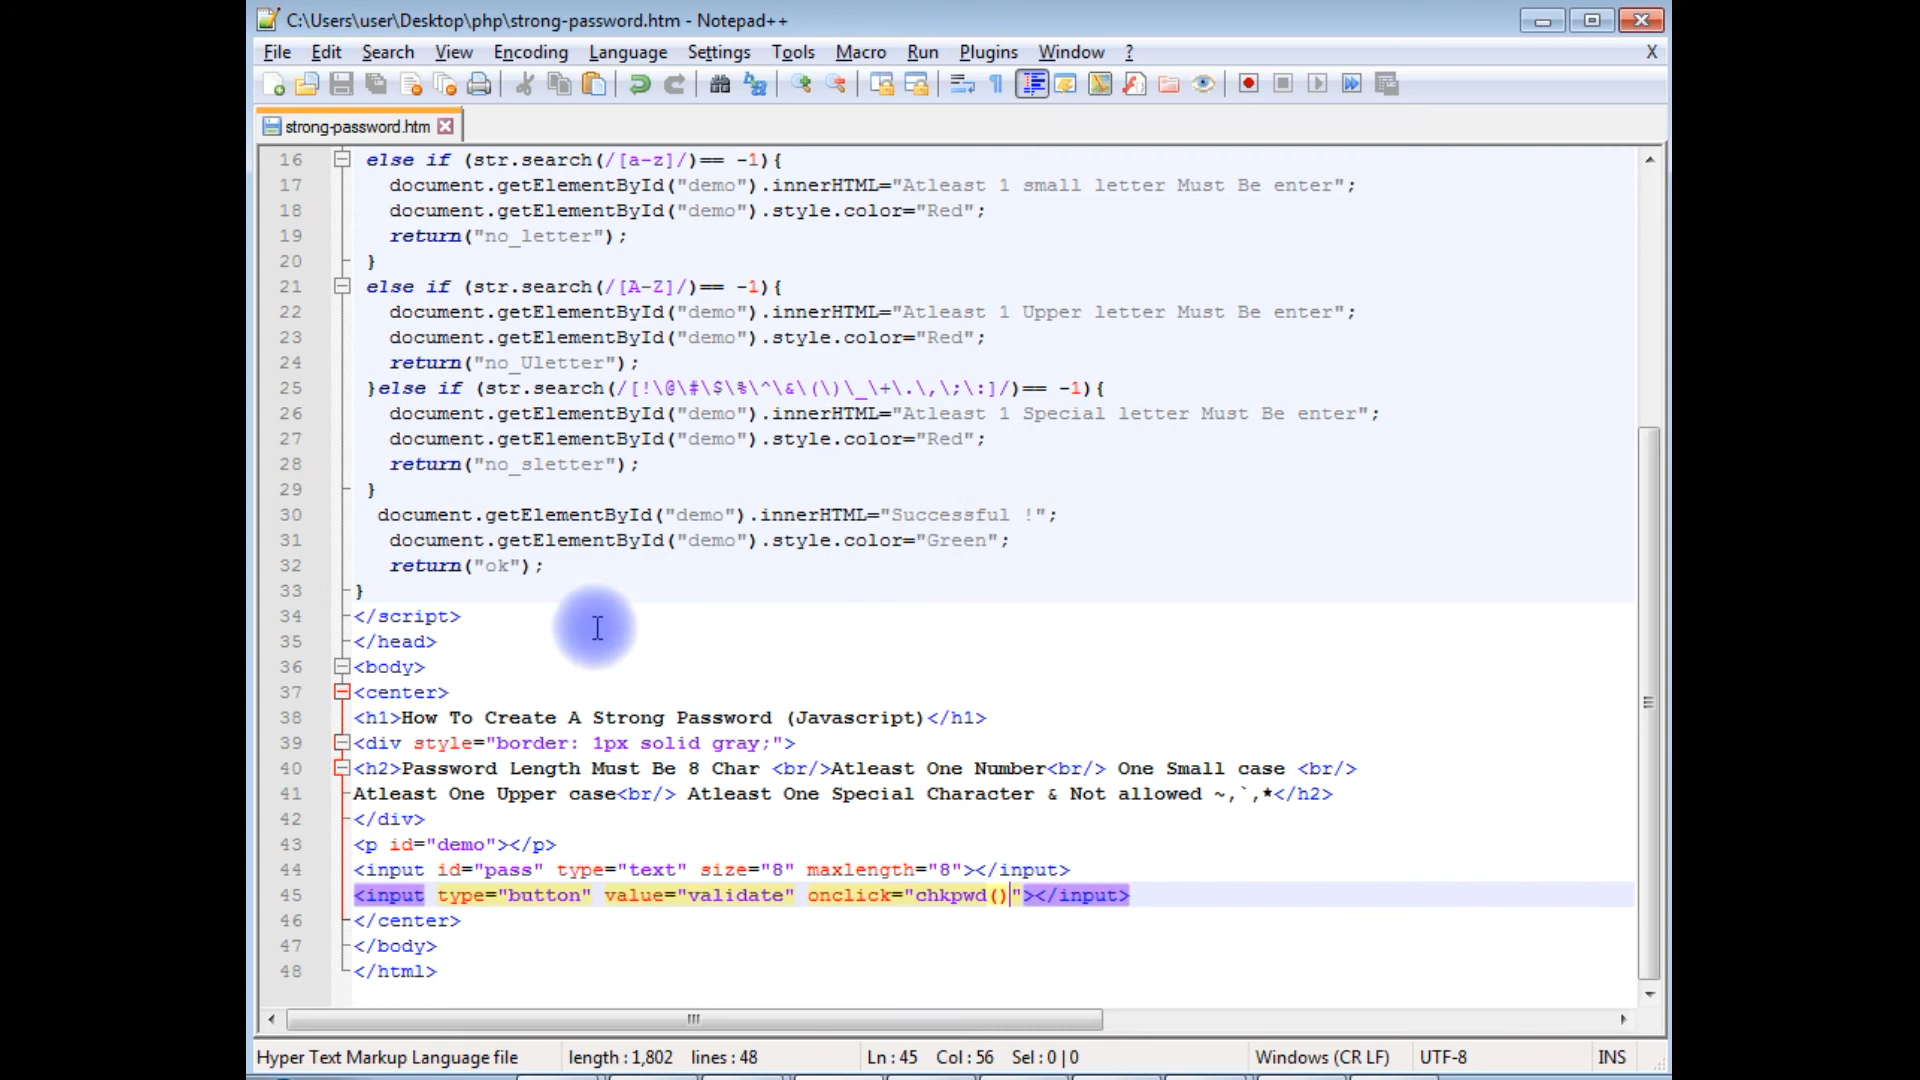 C:\Users\user\Desktop\php\strong-password.htm - Notepad++
File Edit Search View Encoding Language Settings Tools Macro Run Plugins Window ? X
strong-password.htm
16 else if (str.search(/[a-z]/)== -1){
17 document.getElementById("demo").innerHTML="Atleast 1 small letter Must Be enter";
18 document.getElementById("demo").style.color="Red";
19 return("no_letter");
20 }
21 else if (str.search(/[A-Z]/)== -1){
22 document.getElementById("demo").innerHTML="Atleast 1 Upper letter Must Be enter";
23 document.getElementById("demo").style.color="Red";
24 return("no_Uletter");
25 }else if (str.search(/[!\@\#\$\%\^\&\(\)\_\+\.\,\;\:]/)== -1){
26 document.getElementById("demo").innerHTML="Atleast 1 Special letter Must Be enter";
27 document.getElementById("demo").style.color="Red";
28 return("no_sletter");
29 }
30 document.getElementById("demo").innerHTML="Successful !";
31 document.getElementById("demo").style.color="Green";
32 return("ok");
33 }
34 </script>
35 </head>
36 <body>
37 <center>
38 <h1>How To Create A Strong Password (Javascript)</h1>
39 <div style="border: 1px solid gray;">
40 <h2>Password Length Must Be 8 Char <br/>Atleast One Number<br/> One Small case <br/>
41 Atleast One Upper case<br/> Atleast One Special Character & Not allowed ~,`,*</h2>
42 </div>
43 <p id="demo"></p>
44 <input id="pass" type="text" size="8" maxlength="8"></input>
45 <input type="button" value="validate" onclick="chkpwd()"></input>
46 </center>
47 </body>
48 </html>
Hyper Text Markup Language file length : 1,802 lines : 48 Ln : 45 Col : 56 Sel : 0 | 0 Windows (CR LF) UTF-8 INS